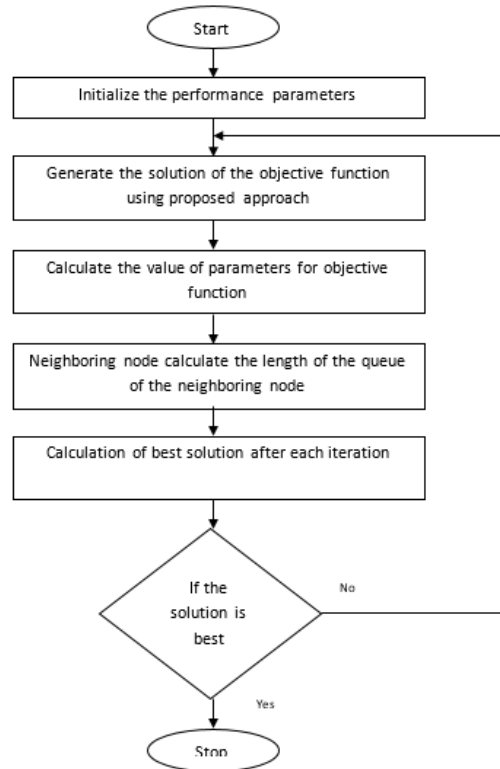 Start
Initialize the performance parameters
Generate the solution of the objective function
using proposed approach
Calculate the value of parameters for objective
function
Neighboring node calculate the length of the queue
of the neighboring node
Calculation of best solution after each iteration
If the
solution is
best
No
Yes
Stop